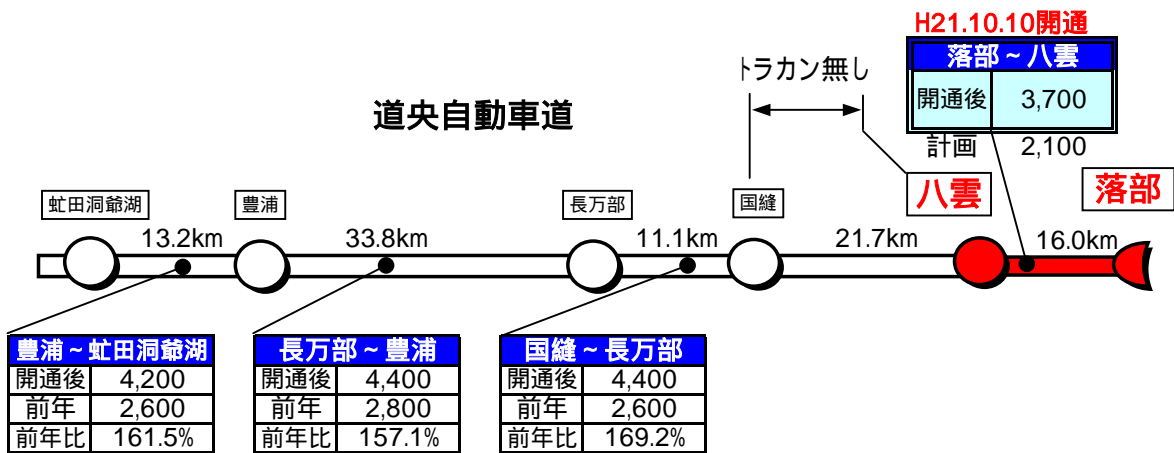 H21.10.10開通
落部~八雲
開通後 3,700
計画 2,100
トラカン無し
道央自動車道
虻田洞爺湖 豊浦 長万部 国縫 八雲 落部
13.2km 33.8km 11.1km 21.7km 16.0km
豊浦~虻田洞爺湖
開通後 4,200
前年 2,600
前年比 161.5%
長万部~豊浦
開通後 4,400
前年 2,800
前年比 157.1%
国縫~長万部
開通後 4,400
前年 2,600
前年比 169.2%